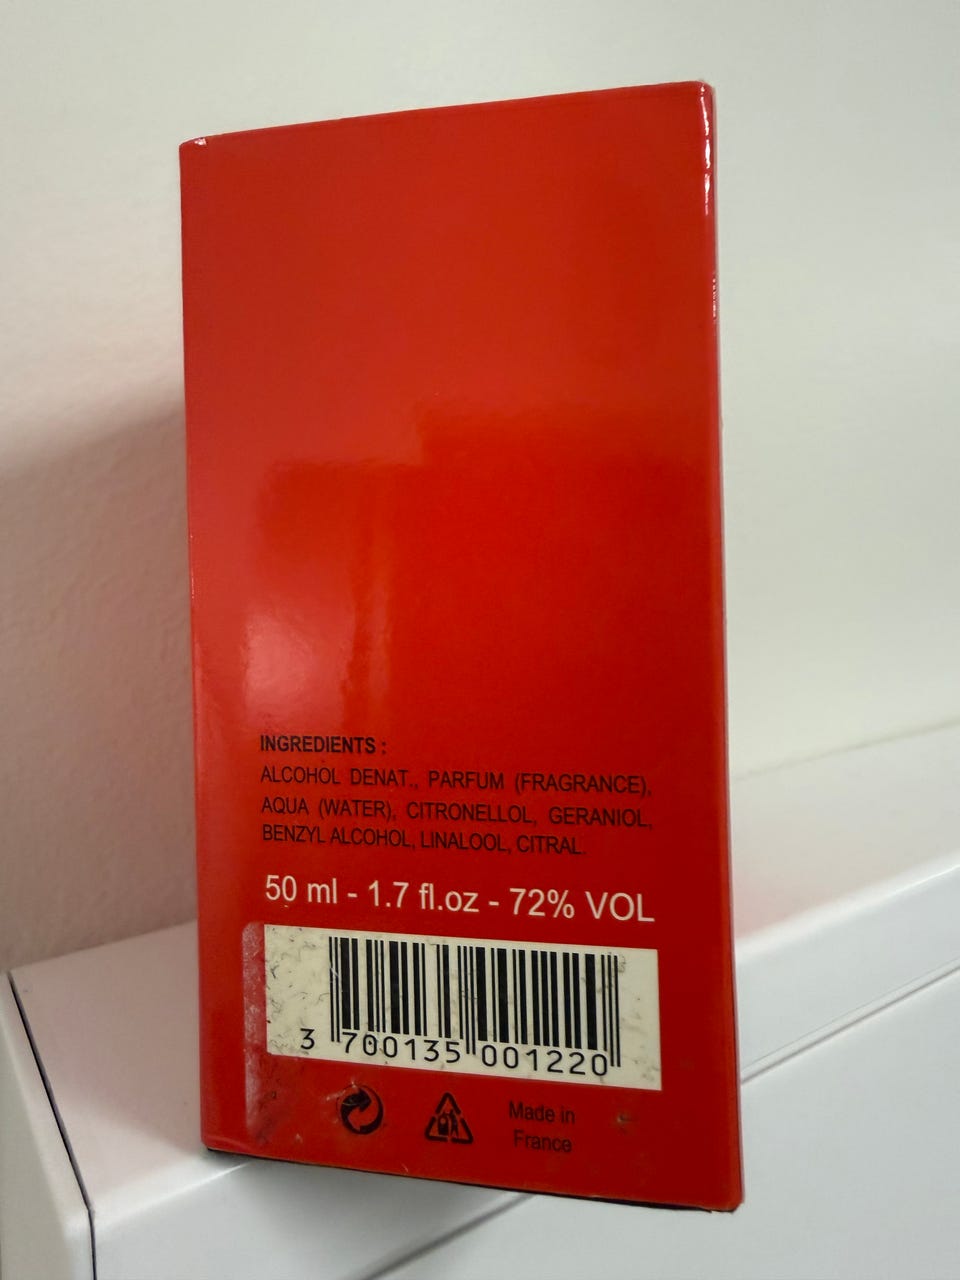 INGREDIENTS :
ALCOHOL DENAT., PARFUM (FRAGRANCE),
AQUA (WATER), CITRONELLOL, GERANIOL,
BENZYL ALCOHOL, LINALOOL, CITRAL.
50 ml - 1.7 fl.oz - 72% VOL
3 700135 001220
Made in
France